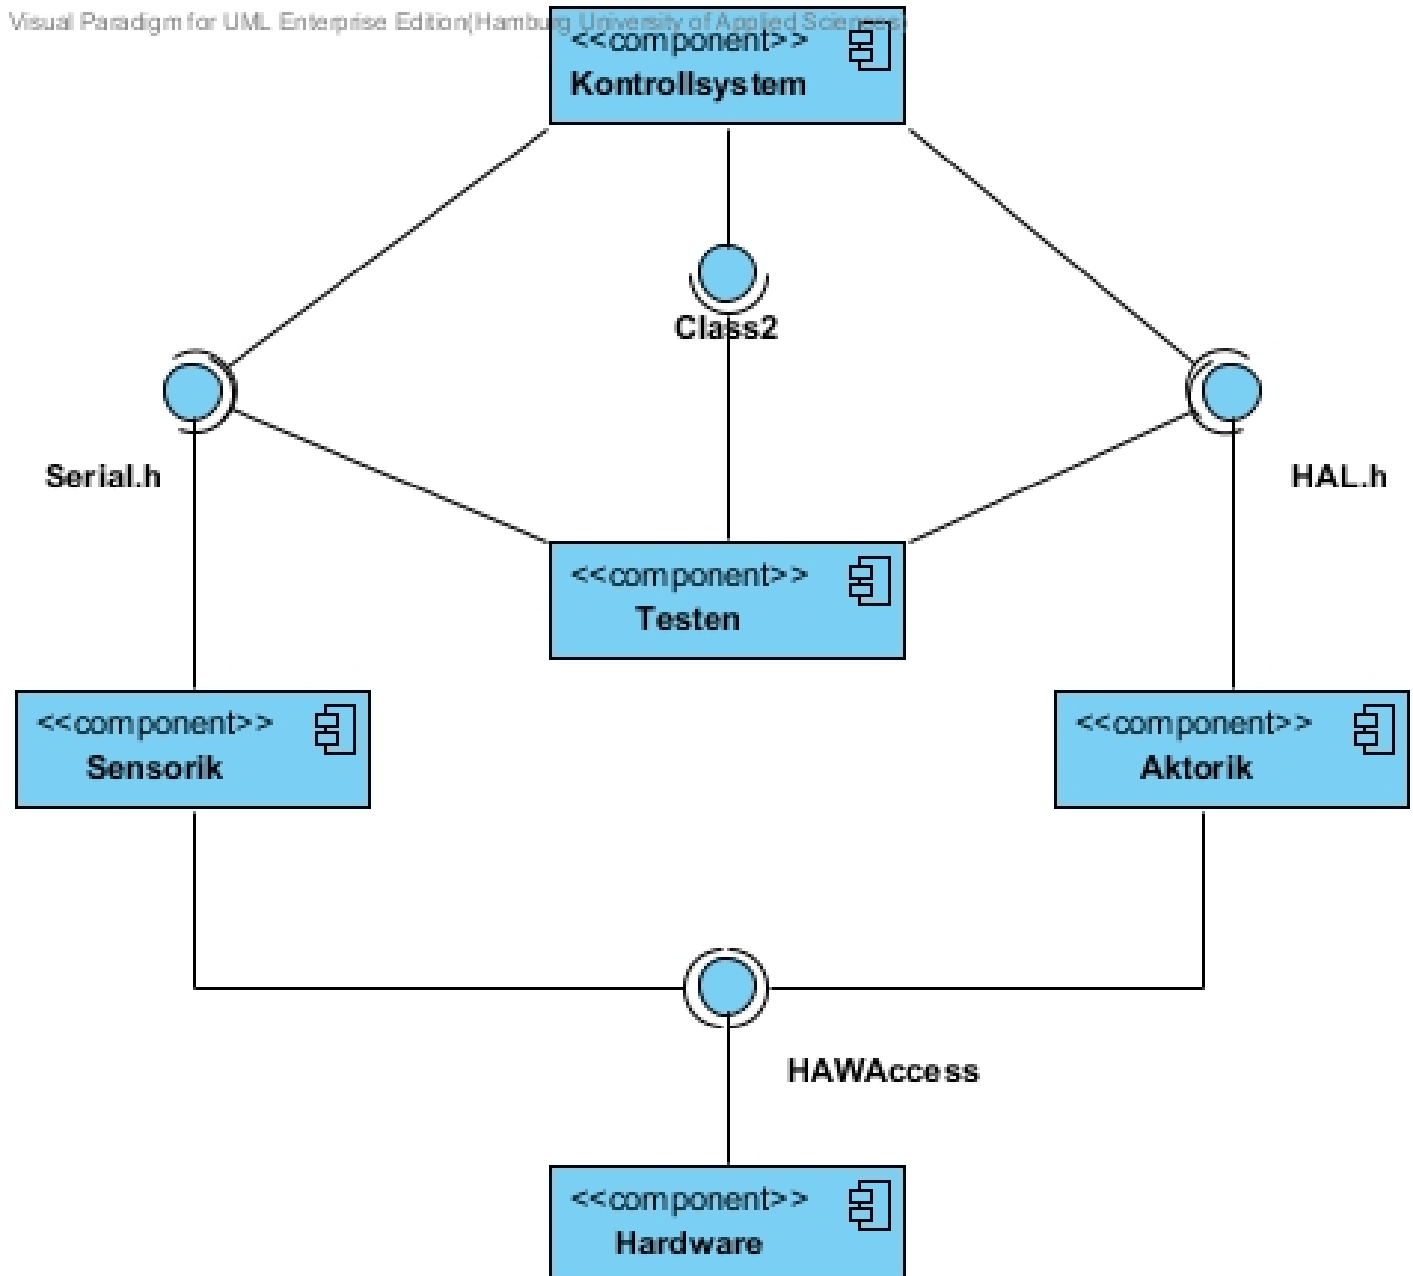 Visual Paradigm for UML Enterprise Edition(Hamburg University of Applied Sciences)
<<component>>
Kontrollsystem
Class2
Serial.h
HAL.h
<<component>>
Testen
<<component>>
Sensorik
<<component>>
Aktorik
HAWAccess
<<component>>
Hardware